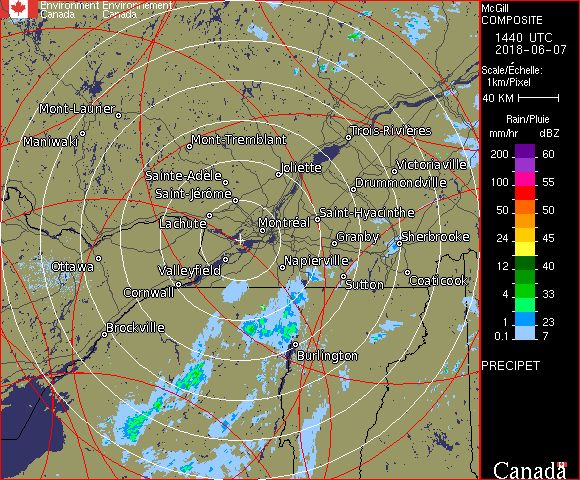 Environment Environnement
Canada Canada
McGill
COMPOSITE
1440 UTC
2018-06-07
Scale/Échelle:
1km/Pixel
40 KM
Rain/Pluie
mm/hr dBZ
200 60
55
100 55
50 50
24 45
12 40
4 33
1 23
0.1 7
PRECIPET
Canada
Mont-Laurier
Maniwaki
Mont-Tremblant
Trois-Rivières
Sainte-Adèle
Joliette
Victoriaville
Saint-Jérôme
Drummondville
Lachute
Saint-Hyacinthe
Montréal
Granby
Sherbrooke
Ottawa
Valleyfield
Napierville
Cornwall
Sutton
Coaticook
Brockville
Burlington